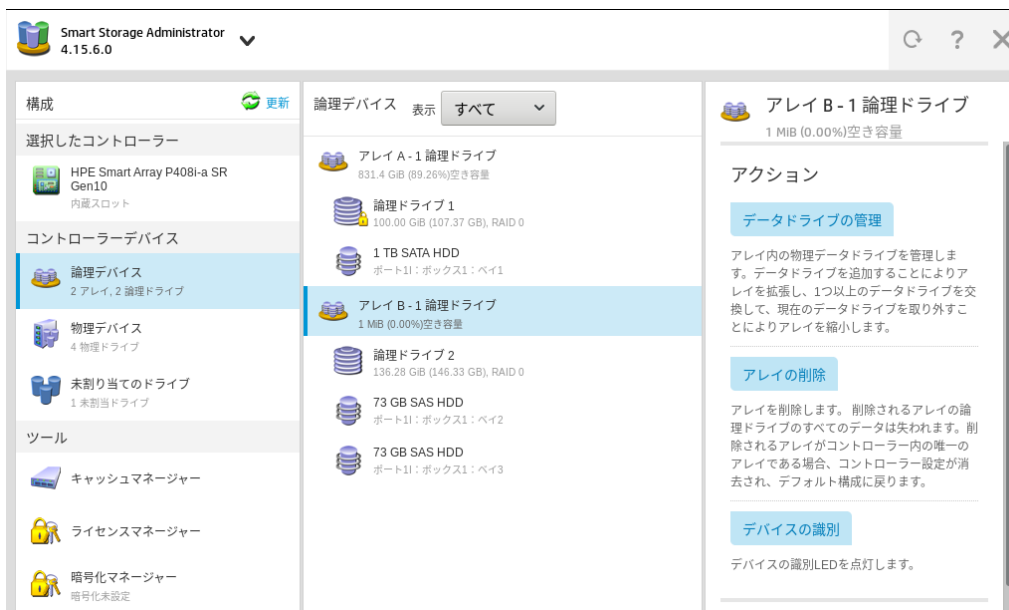 Smart Storage Administrator
4.15.6.0
?
構成
更新
選択したコントローラー
HPE Smart Array P408i-a SR
Gen10
内蔵スロット
コントローラーデバイス
論理デバイス
2 アレイ, 2 論理ドライブ
物理デバイス
4 物理ドライブ
未割り当てのドライブ
1 未割当ドライブ
ツール
キャッシュマネージャー
ライセンスマネージャー
暗号化マネージャー
暗号化未設定
論理デバイス 表示 すべて
アレイ A - 1 論理ドライブ
831.4 GiB (89.26%)空き容量
論理ドライブ 1
100.00 GiB (107.37 GB), RAID 0
1 TB SATA HDD
ポート1I：ボックス1：ベイ1
アレイ B - 1 論理ドライブ
1 MiB (0.00%)空き容量
論理ドライブ 2
136.28 GiB (146.33 GB), RAID 0
73 GB SAS HDD
ポート1I：ボックス1：ベイ2
73 GB SAS HDD
ポート1I：ボックス1：ベイ3
アレイ B - 1 論理ドライブ
1 MiB (0.00%)空き容量
アクション
データドライブの管理
アレイ内の物理データドライブを管理しま
す。データドライブを追加することによりア
レイを拡張し、1つ以上のデータドライブを交
換して、現在のデータドライブを取り外すこ
とによりアレイを縮小します。
アレイの削除
アレイを削除します。 削除されるアレイの論
理ドライブのすべてのデータは失われます。削
除されるアレイがコントローラー内の唯一の
アレイである場合、コントローラー設定が消
去され、デフォルト構成に戻ります。
デバイスの識別
デバイスの識別LEDを点灯します。